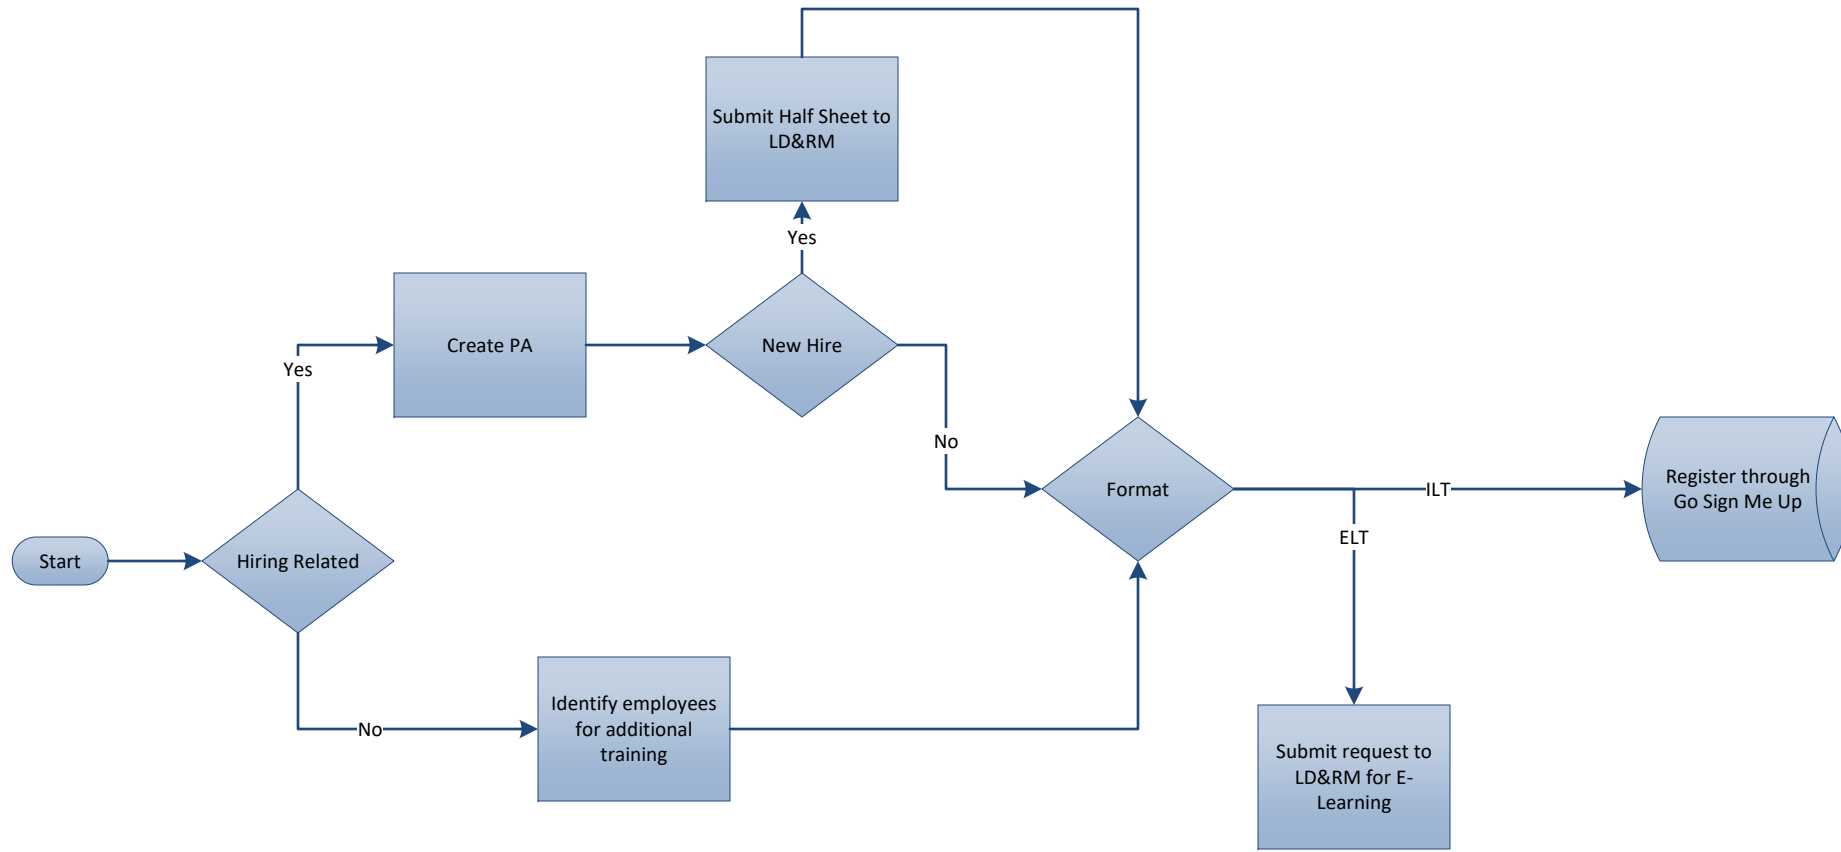 Submit Half Sheet to
LD&RM
Yes
Create PA
New Hire
Yes
No
Format
ILT
Register through
Go Sign Me Up
ELT
Start
Hiring Related
No
Identify employees
for additional
training
Submit request to
LD&RM for E-
Learning